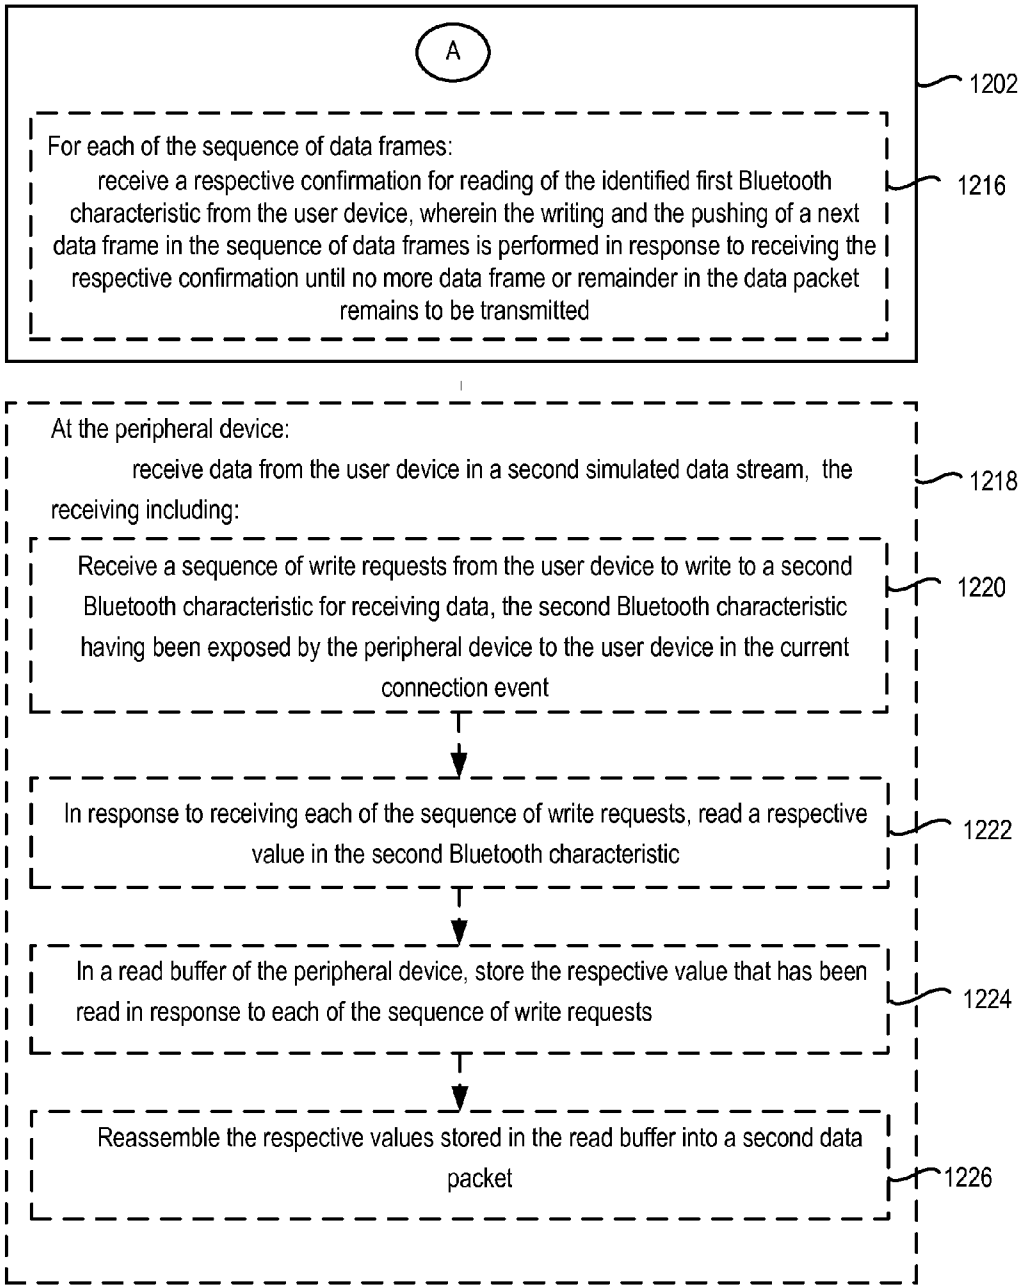 A
1202
For each of the sequence of data frames:
receive a respective confirmation for reading of the identified first Bluetooth
characteristic from the user device, wherein the writing and the pushing of a next
data frame in the sequence of data frames is performed in response to receiving the
respective confirmation until no more data frame or remainder in the data packet
remains to be transmitted
1216
At the peripheral device:
receive data from the user device in a second simulated data stream, the
receiving including:
1218
Receive a sequence of write requests from the user device to write to a second
Bluetooth characteristic for receiving data, the second Bluetooth characteristic
having been exposed by the peripheral device to the user device in the current
connection event
1220
In response to receiving each of the sequence of write requests, read a respective
value in the second Bluetooth characteristic
1222
In a read buffer of the peripheral device, store the respective value that has been
read in response to each of the sequence of write requests
1224
Reassemble the respective values stored in the read buffer into a second data
packet
1226